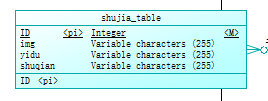 shujia_table
ID <pi> Integer <M>
img Variable characters (255)
yidu Variable characters (255)
shuqian Variable characters (255)
ID <pi>